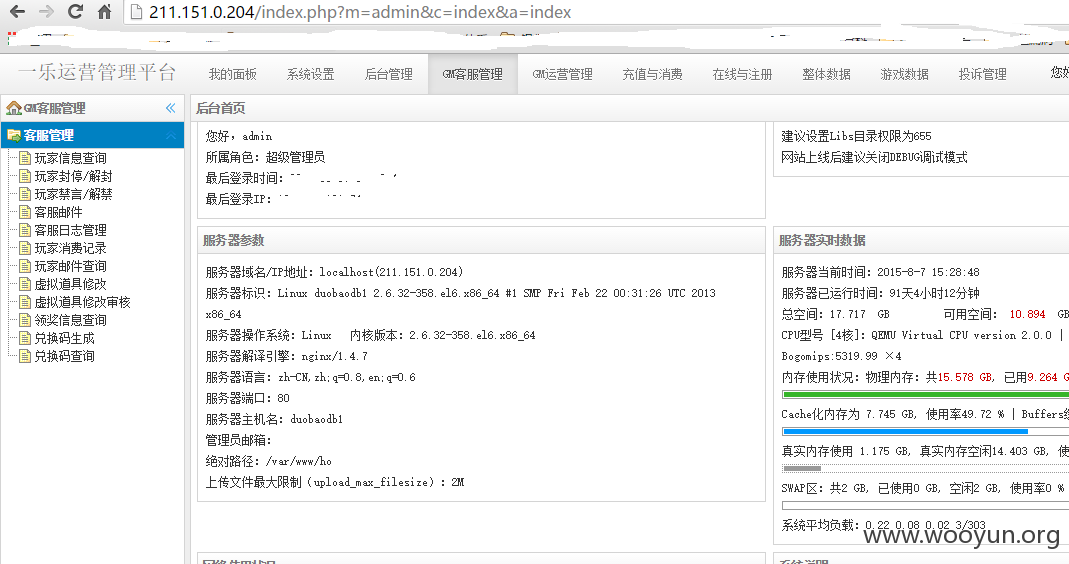 211.151.0.204/index.php?m=admin&c=index&a=index
一乐运营管理平台
我的面板 系统设置 后台管理 GM客服管理 GM运营管理 充值与消费 在线与注册 整体数据 游戏数据 投诉管理 您好
GM客服管理
客服管理
玩家信息查询
玩家封停/解封
玩家禁言/解禁
客服邮件
客服日志管理
玩家消费记录
玩家邮件查询
虚拟道具修改
虚拟道具修改审核
领奖信息查询
兑换码生成
兑换码查询
后台首页
您好，admin
所属角色：超级管理员
最后登录时间：
最后登录IP：
建议设置Libs目录权限为655
网站上线后建议关闭DEBUG调试模式
服务器参数
服务器域名/IP地址：localhost(211.151.0.204)
服务器标识：Linux duobaodb1 2.6.32-358.el6.x86_64 #1 SMP Fri Feb 22 00:31:26 UTC 2013
x86_64
服务器操作系统：Linux 内核版本：2.6.32-358.el6.x86_64
服务器解译引擎：nginx/1.4.7
服务器语言：zh-CN,zh;q=0.8,en;q=0.6
服务器端口：80
服务器主机名：duobaodb1
管理员邮箱：
绝对路径：/var/www/ho
上传文件最大限制（upload_max_filesize）：2M
服务器实时数据
服务器当前时间：2015-8-7 15:28:48
服务器已运行时间：91天4小时12分钟
总空间：17.717 GB 可用空间： 10.894 GB
CPU型号 [4核]：QEMU Virtual CPU version 2.0.0 |
Bogomips:5319.99 ×4
内存使用状况：物理内存：共15.578 GB, 已用9.264 G
Cache化内存为 7.745 GB, 使用率49.72 % | Buffers缓
真实内存使用 1.175 GB, 真实内存空闲14.403 GB, 使
SWAP区：共2 GB, 已使用0 GB, 空闲2 GB, 使用率0 %
系统平均负载：0.22 0.08 0.02 3/303
www.wooyun.org